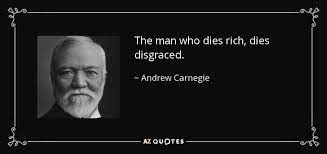 The man who dies rich, dies
disgraced.
~ Andrew Carnegie
AZ QUOTES